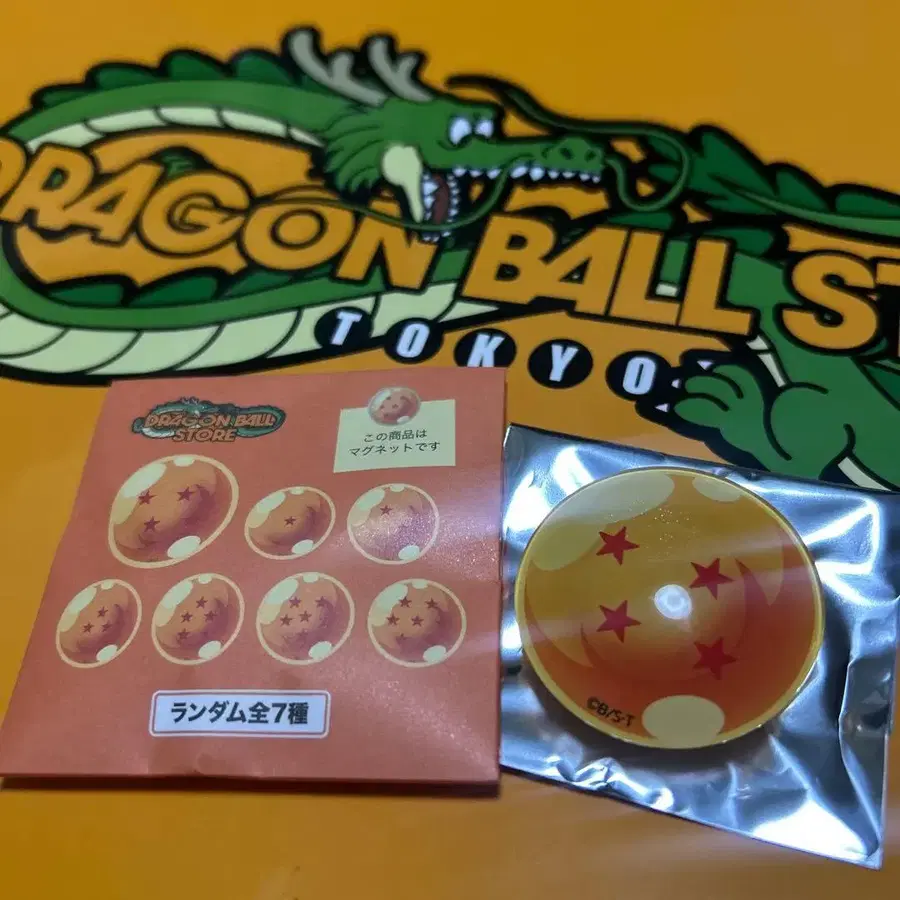 DRAGON BALL ST
TOKYO
DRAGON BALL
STORE
この商品は
マグネットです
ランダム全7種
©B/S・T